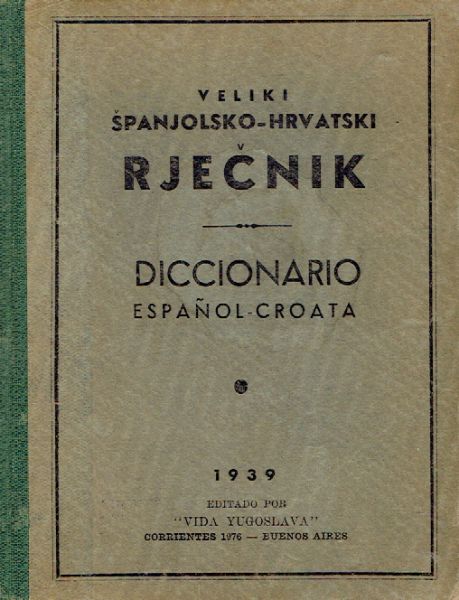 VELIKI
ŠPANJOLSKO-HRVATSKI
RJEČNIK
DICCIONARIO
ESPAÑOL-CROATA
1939
EDITADO POR
"VIDA YUGOSLAVA"
CORRIENTES 1976 — BUENOS AIRES